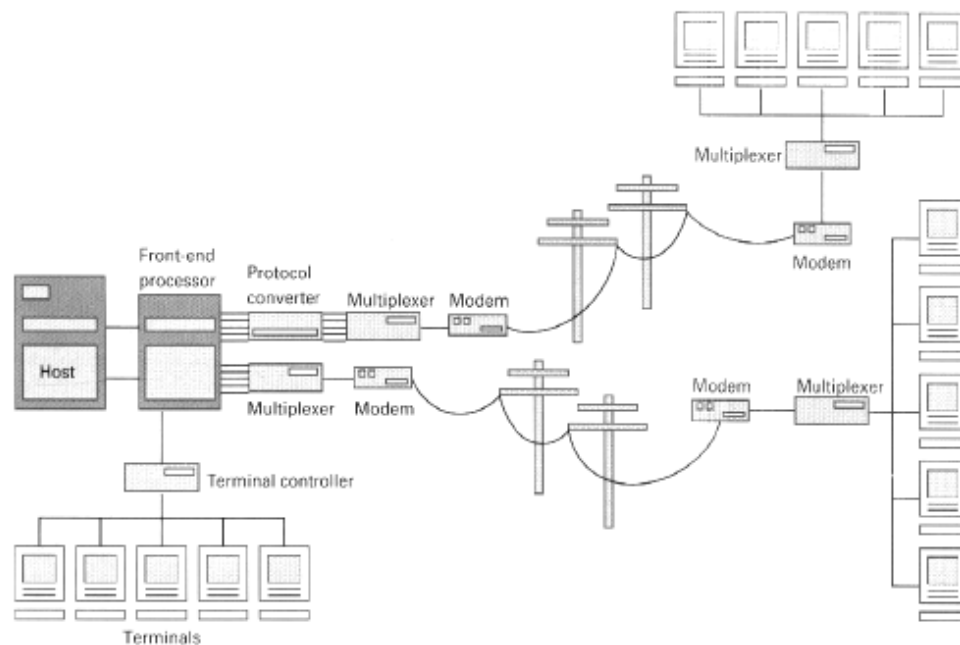 Multiplexer
Modem
Front-end
processor
Protocol
converter
Multiplexer
Modem
Host
Multiplexer
Modem
Modem
Multiplexer
Terminal controller
Terminals